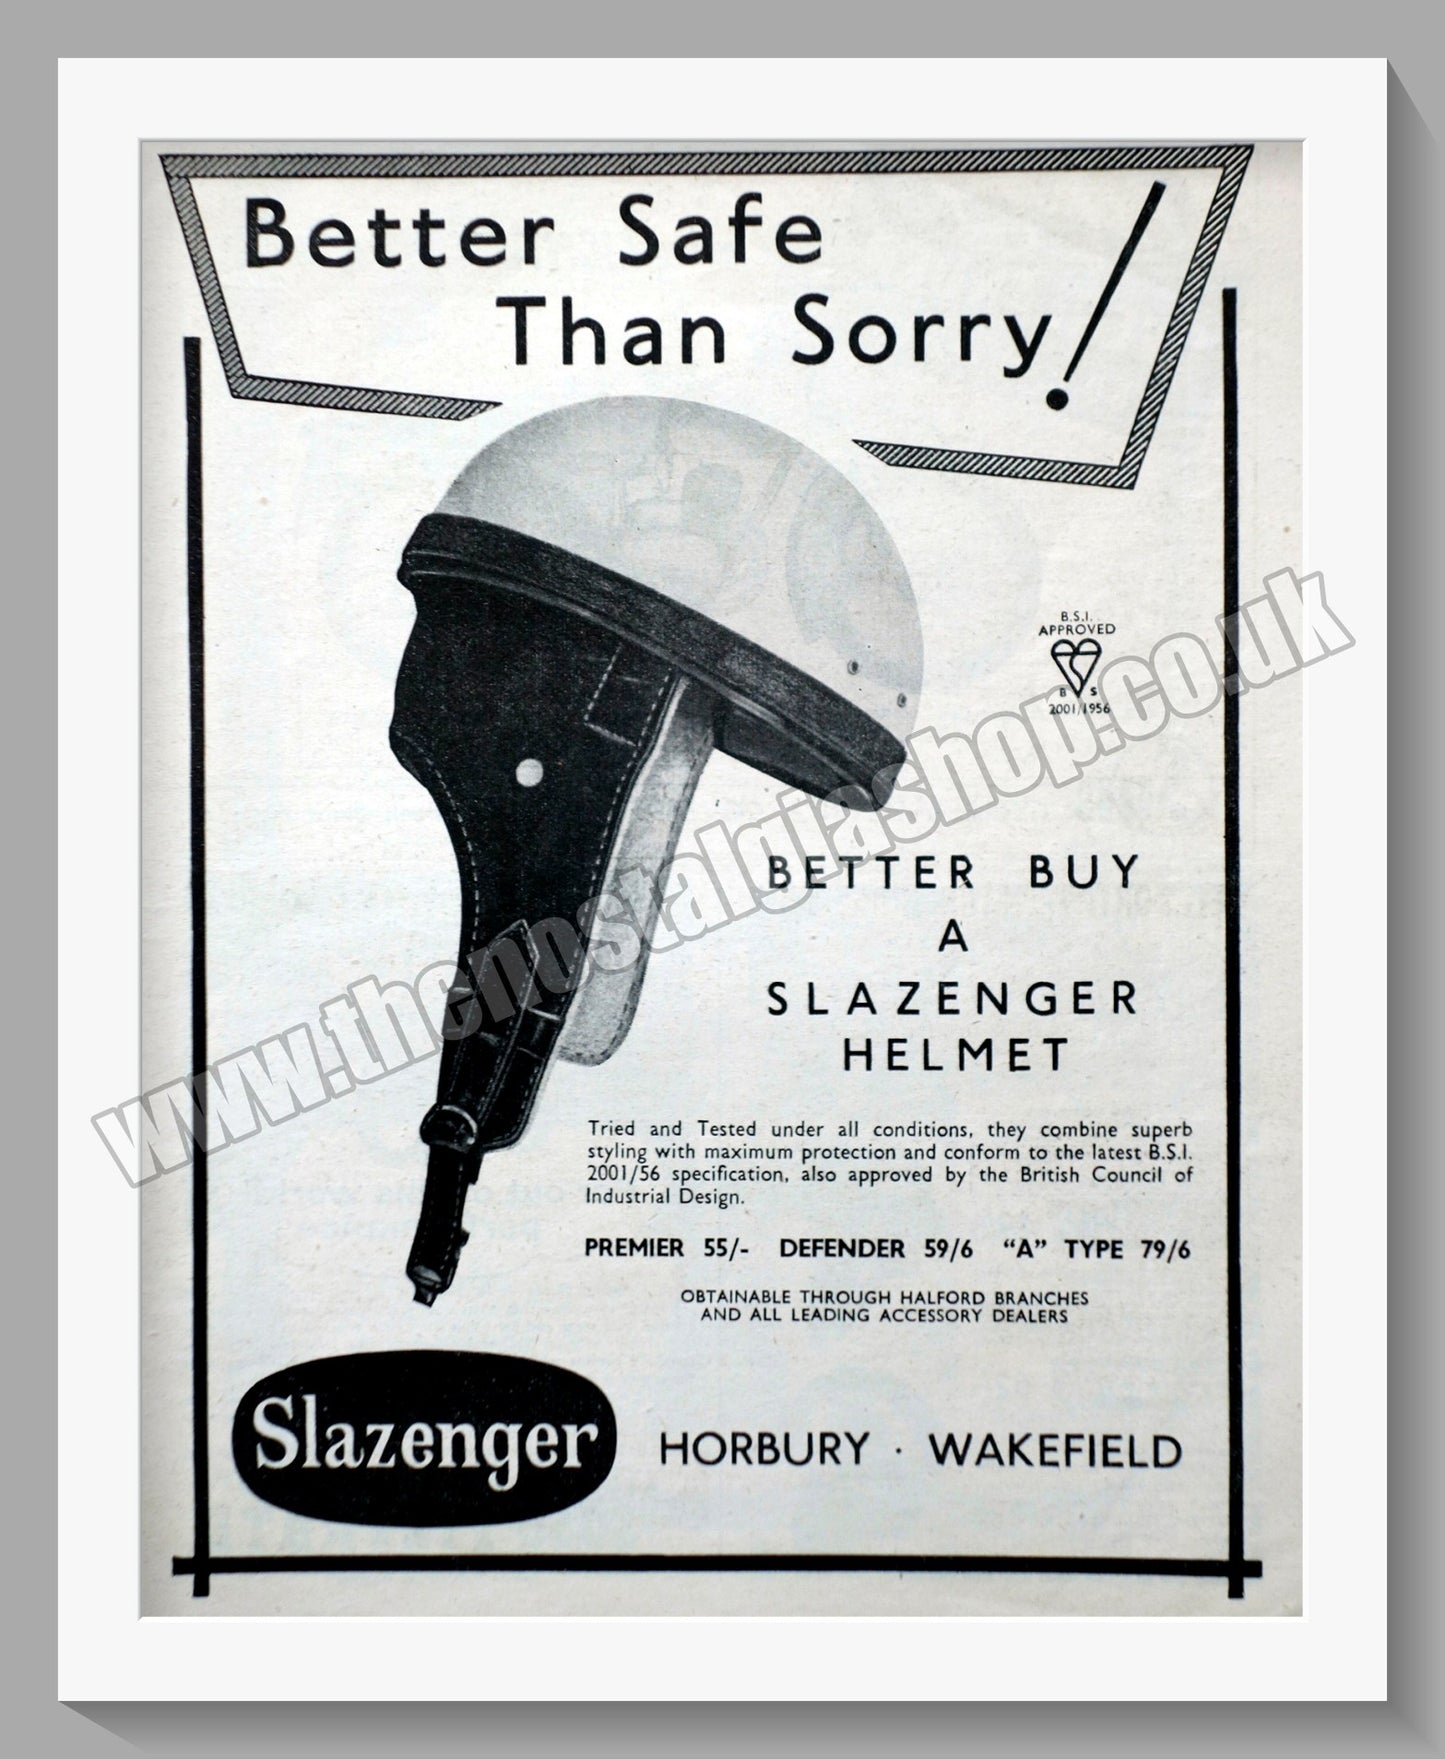 Better Safe
Than Sorry!
B.S.I.
APPROVED
B S
2001/1956
BETTER BUY
A
SLAZENGER
HELMET
Tried and Tested under all conditions, they combine superb
styling with maximum protection and conform to the latest B.S.I.
2001/56 specification, also approved by the British Council of
Industrial Design.
PREMIER 55/- DEFENDER 59/6 “A” TYPE 79/6
OBTAINABLE THROUGH HALFORD BRANCHES
AND ALL LEADING ACCESSORY DEALERS
Slazenger HORBURY · WAKEFIELD
www.thenostalgiashop.co.uk